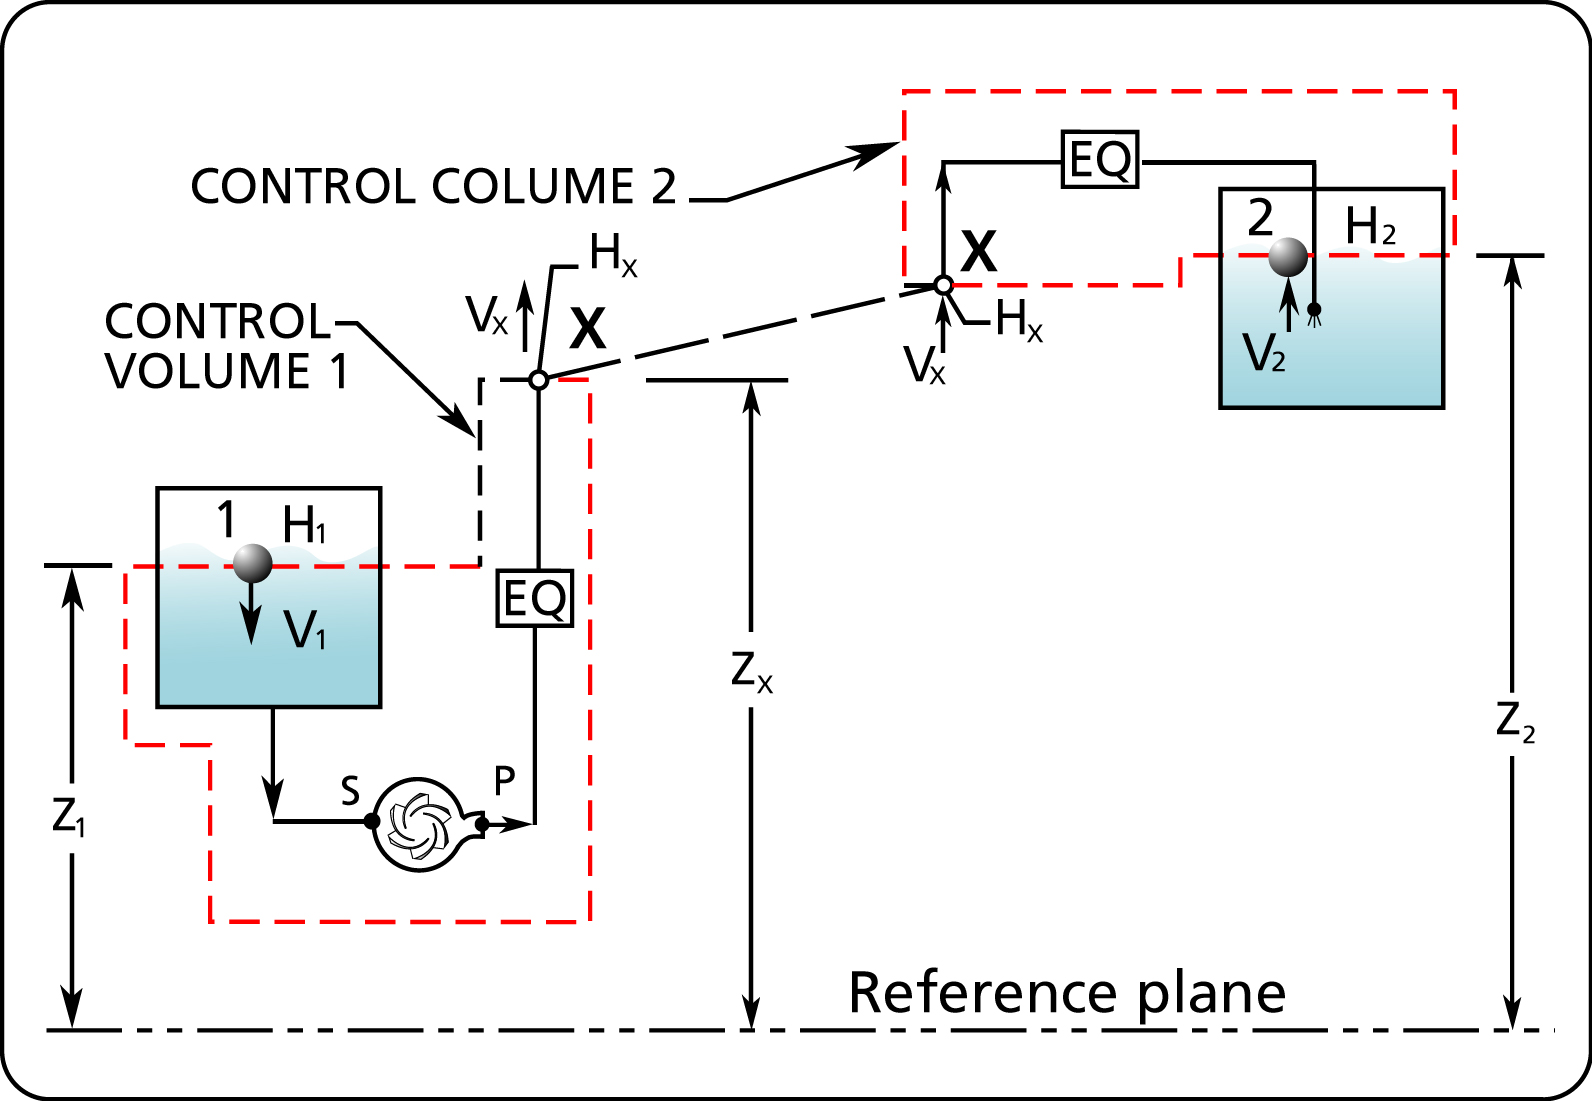 CONTROL COLUME 2
EQ
2
H2
X
HX
VX
X
HX
VX
V2
CONTROL
VOLUME 1
1
H1
V1
EQ
S
P
Z1
ZX
Z2
Reference plane